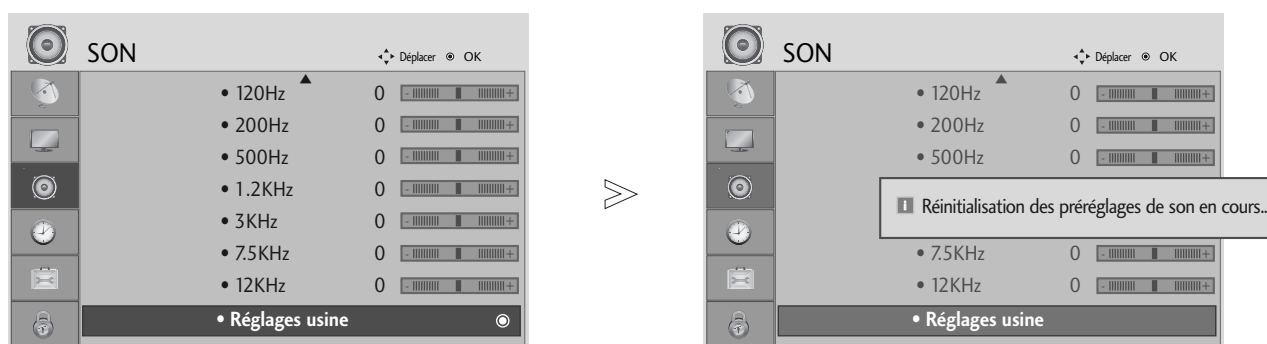 SON
Déplacer OK
• 120Hz 0 - +
• 200Hz 0 - +
• 500Hz 0 - +
• 1.2KHz 0 - +
• 3KHz 0 - +
• 7.5KHz 0 - +
• 12KHz 0 - +
• Réglages usine
SON
Déplacer OK
• 120Hz 0 - +
• 200Hz 0 - +
• 500Hz 0 - +
i Réinitialisation des préréglages de son en cours..
• 7.5KHz 0 - +
• 12KHz 0 - +
• Réglages usine